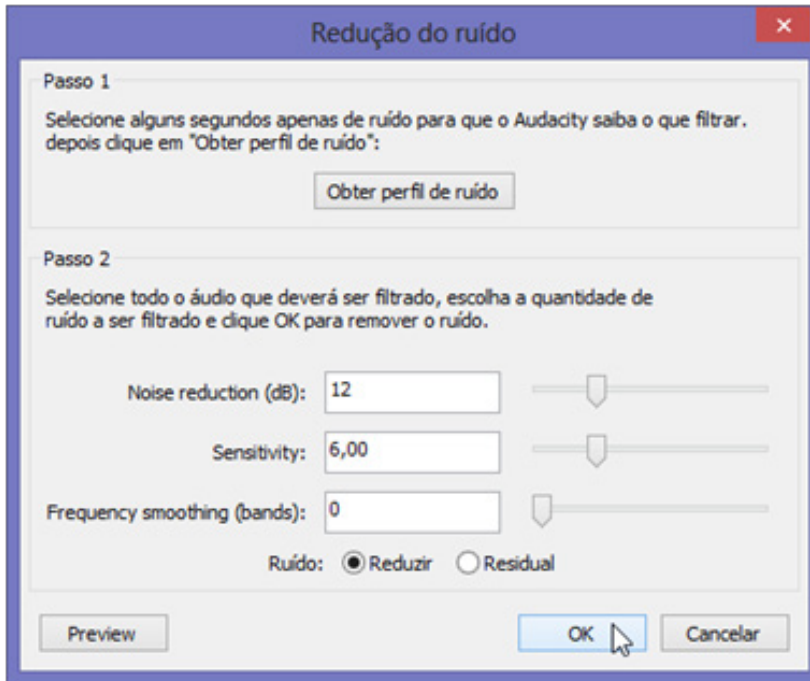 Redução do ruído
Passo 1
Selecione alguns segundos apenas de ruído para que o Audacity saiba o que filtrar.
depois clique em "Obter perfil de ruído":
Obter perfil de ruído
Passo 2
Selecione todo o áudio que deverá ser filtrado, escolha a quantidade de
ruído a ser filtrado e clique OK para remover o ruído.
Noise reduction (dB): 12
Sensitivity: 6,00
Frequency smoothing (bands): 0
Ruído: Reduzir Residual
Preview OK Cancelar